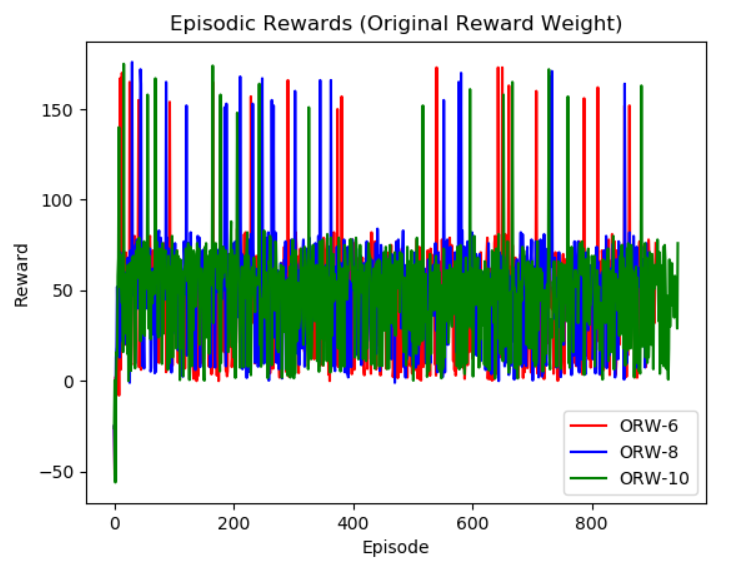 Episodic Rewards (Original Reward Weight)
Reward
150
100
50
0
−50
0 200 400 600 800
Episode
ORW-6
ORW-8
ORW-10